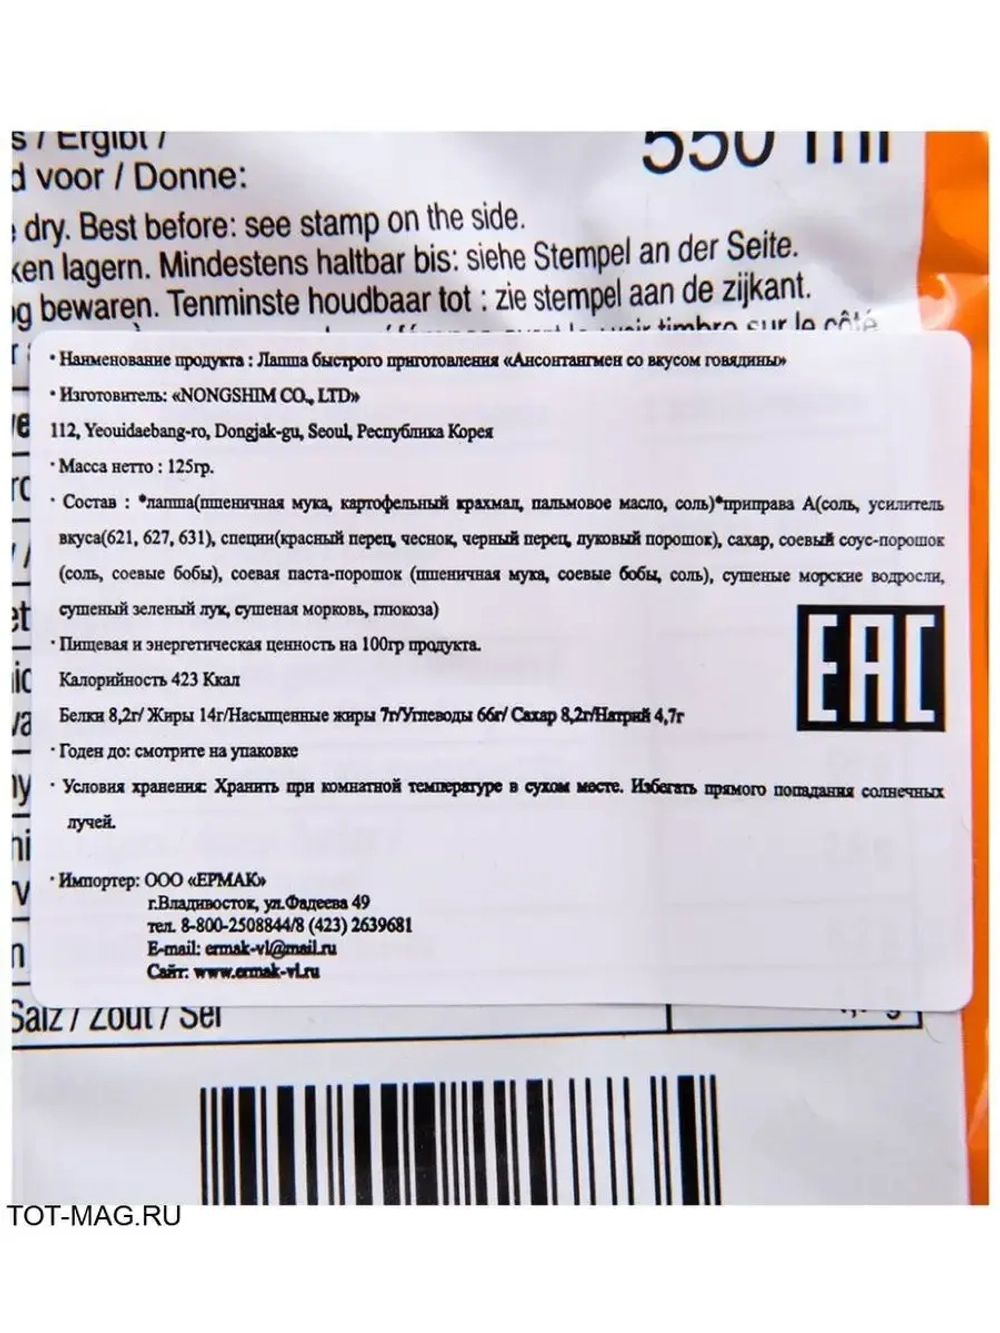 s / Ergibt /
d voor / Donne:
550 ml
dry. Best before: see stamp on the side.
ken lagern. Mindestens haltbar bis: siehe Stempel an der Seite.
og bewaren. Tenminste houdbaar tot : zie stempel aan de zijkant.
voir timbre sur le côté
• Наименование продукта : Лапша быстрого приготовления «Ансонтангмен со вкусом говядины»
• Изготовитель: «NONGSHIM CO., LTD»
112, Yeouidaebang-ro, Dongjak-gu, Seoul, Республика Корея
• Масса нетто : 125гр.
• Состав : *лапша(пшеничная мука, картофельный крахмал, пальмовое масло, соль)*приправа А(соль, усилитель
вкуса(621, 627, 631), специи(красный перец, чеснок, черный перец, луковый порошок), сахар, соевый соус-порошок
(соль, соевые бобы), соевая паста-порошок (пшеничная мука, соевые бобы, соль), сушеные морские водросли,
сушеный зеленый лук, сушеная морковь, глюкоза)
• Пищевая и энергетическая ценность на 100гр продукта.
Калорийность 423 Ккал
Белки 8,2г/ Жиры 14г/Насыщенные жиры 7г/Углеводы 66г/ Сахар 8,2г/Натрий 4,7г
EAC
• Годен до: смотрите на упаковке
• Условия хранения: Хранить при комнатной температуре в сухом месте. Избегать прямого попадания солнечных
лучей.
• Импортер: ООО «ЕРМАК»
г.Владивосток, ул.Фадеева 49
тел. 8-800-2508844/8 (423) 2639681
E-mail: ermak-vl@mail.ru
Сайт: www.ermak-vl.ru
Salz / Zout / Sel
TOT-MAG.RU